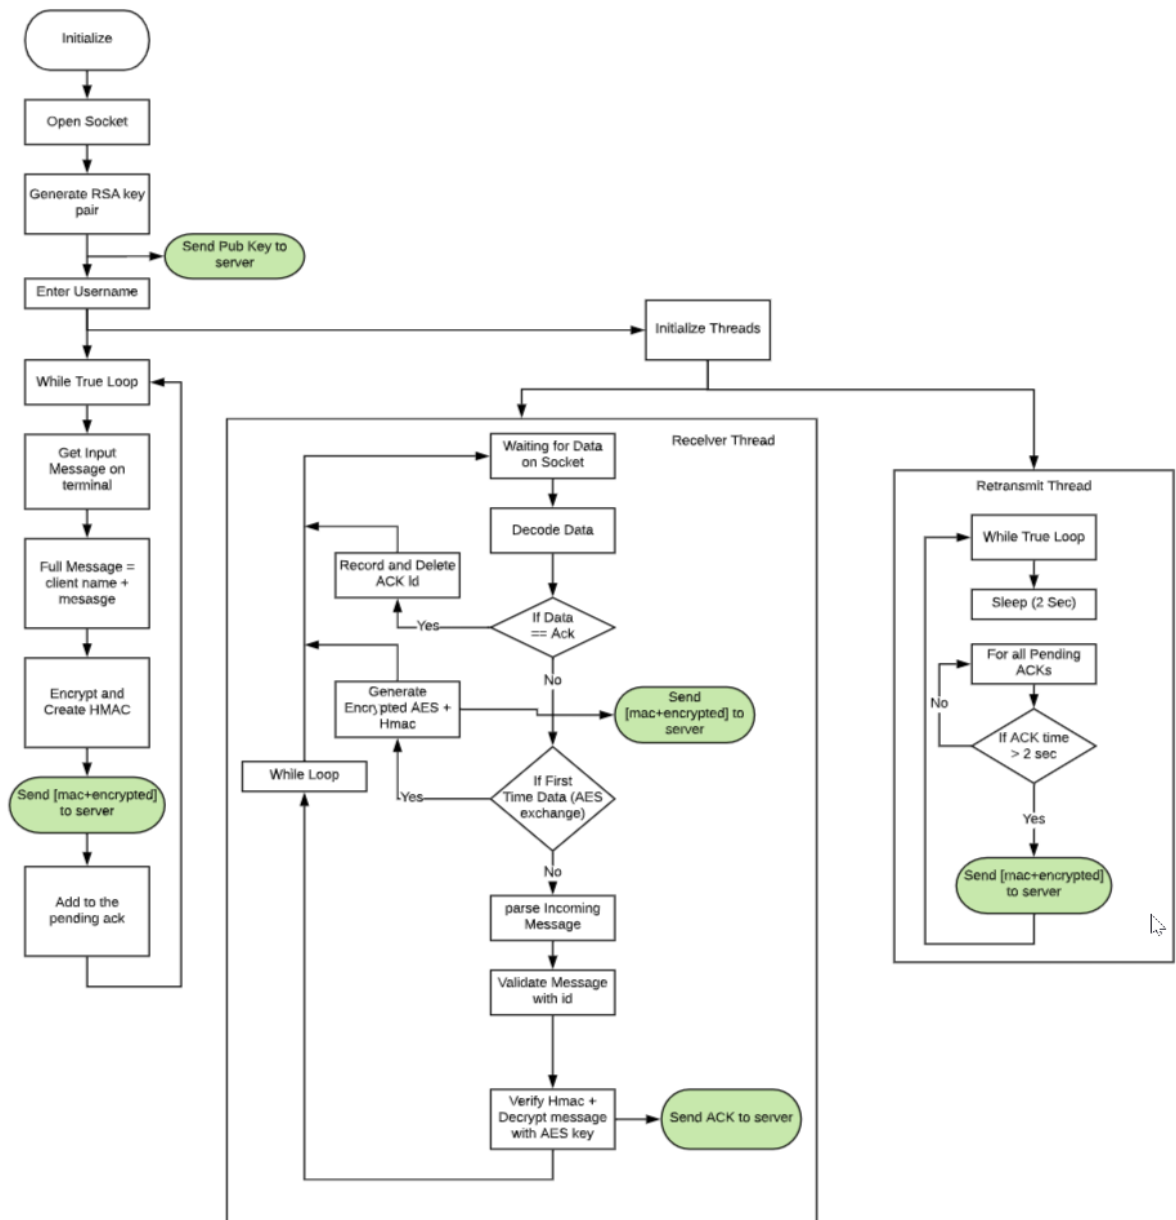 Initialize
Open Socket
Generate RSA key
pair
Send Pub Key to
server
Enter Username
While True Loop
Get Input
Message on
terminal
Full Message =
client name +
mesasge
Encrypt and
Create HMAC
Send [mac+encrypted]
to server
Add to the
pending ack
Initialize Threads
Receiver Thread
Waiting for Data
on Socket
Decode Data
If Data
== Ack
Yes
Record and Delete
ACK Id
No
Generate
Encrypted AES +
Hmac
Send
[mac+encrypted] to
server
If First
Time Data (AES
exchange)
Yes
While Loop
No
parse Incoming
Message
Validate Message
with id
Verify Hmac +
Decrypt message
with AES key
Send ACK to server
Retransmit Thread
While True Loop
Sleep (2 Sec)
For all Pending
ACKs
No
If ACK time
> 2 sec
Yes
Send [mac+encrypted]
to server